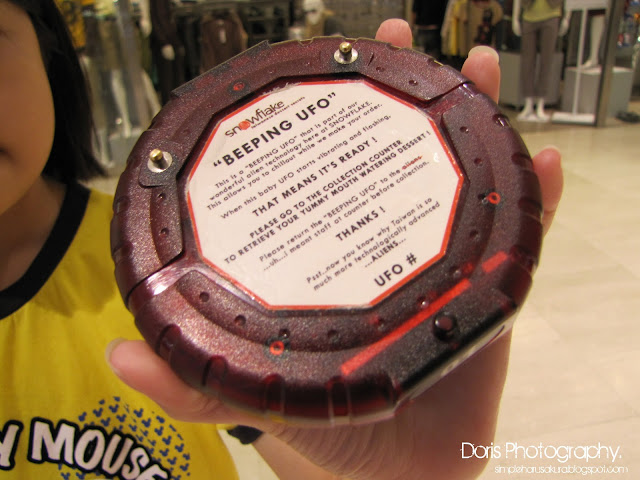 snowflake
"BEEPING UFO"
This is a "BEEPING UFO" that is part of our
wonderful alien technology here at SNOWFLAKE.
This allows you to chillout while we make your order.
When this baby UFO starts vibrating and flashing,
THAT MEANS IT'S READY!
PLEASE GO TO THE COLLECTION COUNTER
TO RETRIEVE YOUR YUMMY MOUTH WATERING DESSERT!
Please return the "BEEPING UFO" to the aliens
...uh...I meant staff at counter before collection.
THANKS!
Psst...now you know why Taiwan is so
much more technologically advanced
...ALIENS...
UFO #
Y MOUSE
Doris Photography.
simpleharusakura.blogspot.com